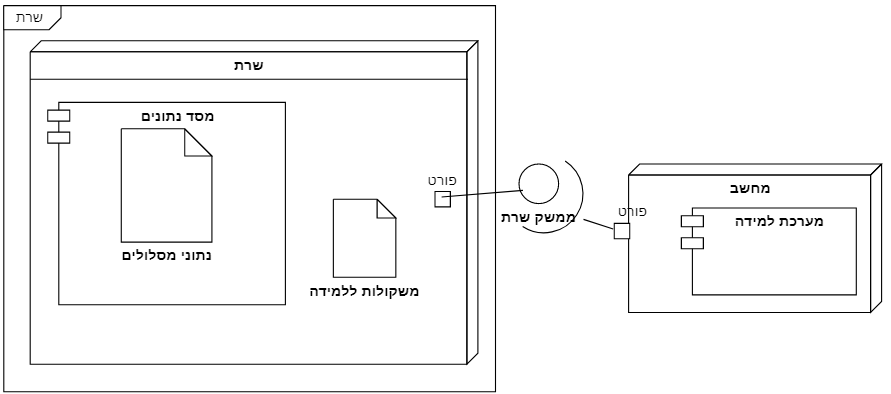 שרת
שרת
מסד נתונים
נתוני מסלולים
משקולות ללמידה
פורט
ממשק שרת
פורט
מחשב
מערכת למידה